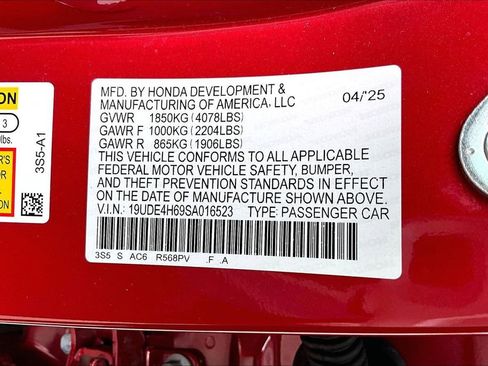 MFD. BY HONDA DEVELOPMENT &
MANUFACTURING OF AMERICA, LLC 04/'25
GVWR 1850KG (4078LBS)
GAWR F 1000KG (2204LBS)
GAWR R 865KG (1906LBS)
THIS VEHICLE CONFORMS TO ALL APPLICABLE
FEDERAL MOTOR VEHICLE SAFETY, BUMPER,
AND THEFT PREVENTION STANDARDS IN EFFECT
ON THE DATE OF MANUFACTURE SHOWN ABOVE.
V.I.N.: 19UDE4H69SA016523 TYPE: PASSENGER CAR
3S5 S AC6 R568PV .F .A
3
lbs.
3S5-A1